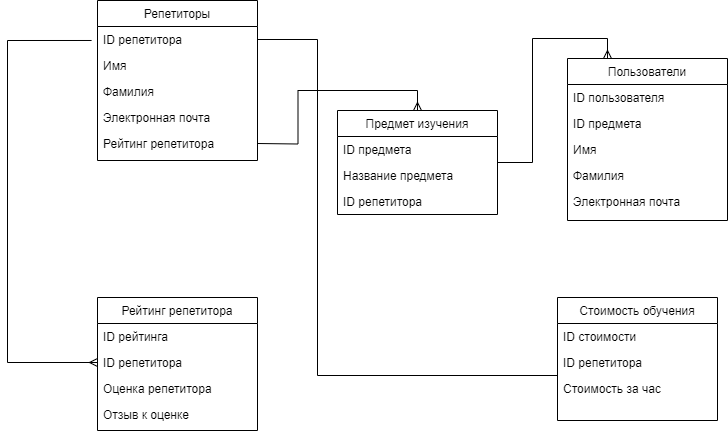 Репетиторы
ID репетитора
Имя
Фамилия
Электронная почта
Рейтинг репетитора
Предмет изучения
ID предмета
Название предмета
ID репетитора
Пользователи
ID пользователя
ID предмета
Имя
Фамилия
Электронная почта
Рейтинг репетитора
ID рейтинга
ID репетитора
Оценка репетитора
Отзыв к оценке
Стоимость обучения
ID стоимости
ID репетитора
Стоимость за час